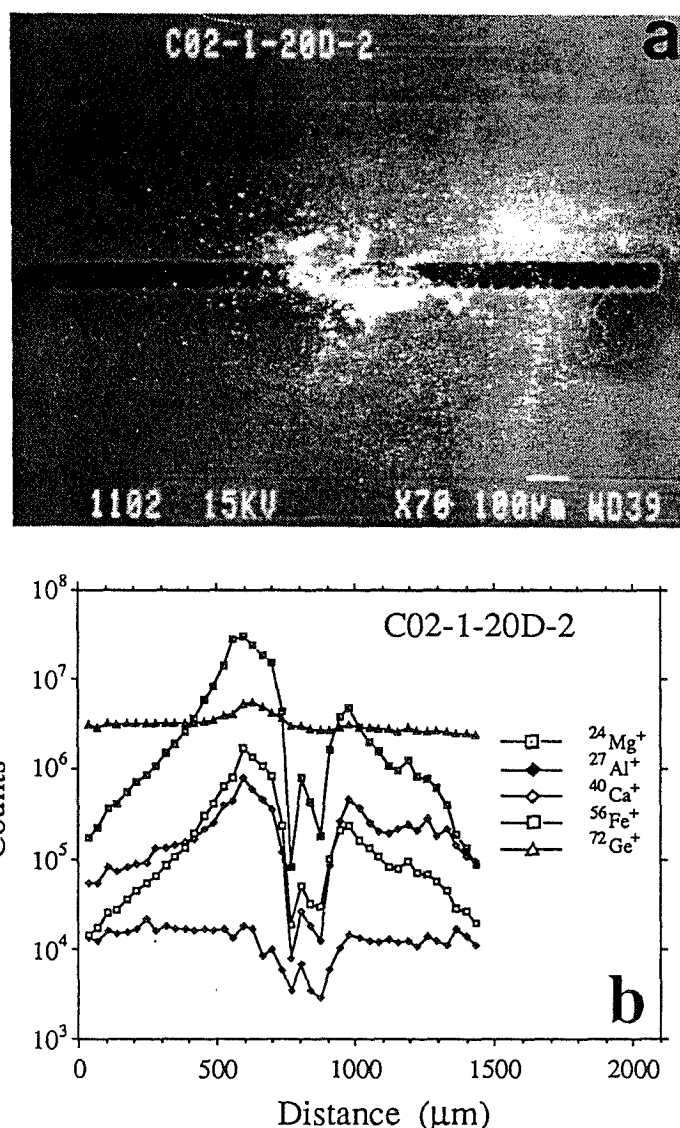 C02-1-20D-2
a
1102 15KV X70 100µm WD39
10⁸
10⁷
10⁶
10⁵
10⁴
10³
C02-1-20D-2
²⁴Mg⁺
²⁷Al⁺
⁴⁰Ca⁺
⁵⁶Fe⁺
⁷²Ge⁺
Counts
b
0 500 1000 1500 2000
Distance (µm)